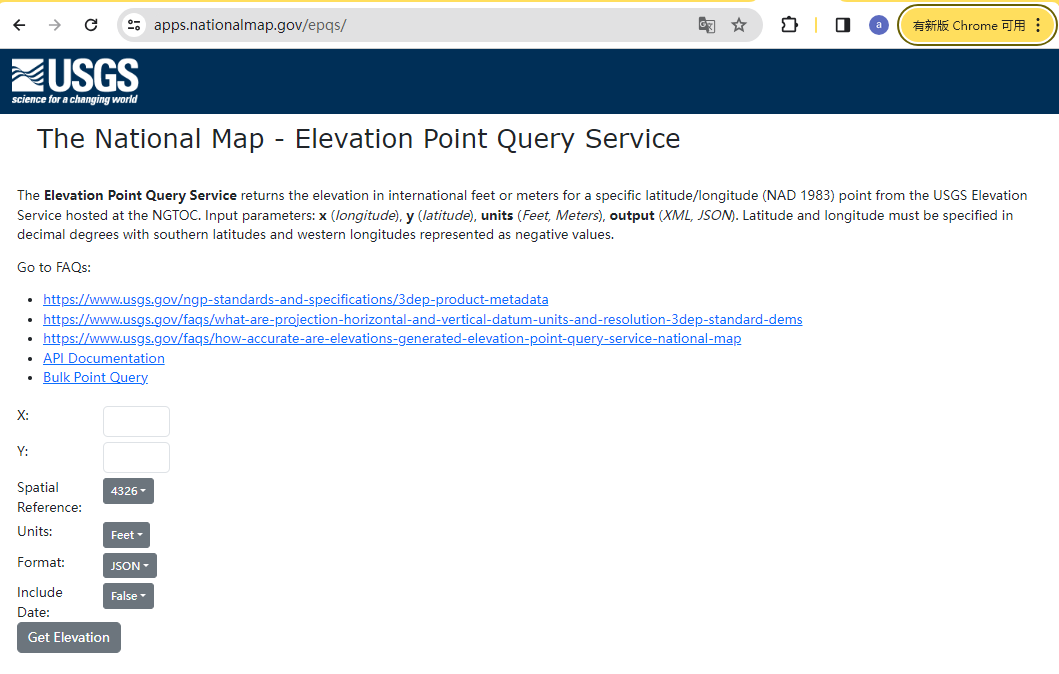 apps.nationalmap.gov/epqs/
a
有新版 Chrome 可用
USGS
science for a changing world
The National Map - Elevation Point Query Service
The Elevation Point Query Service returns the elevation in international feet or meters for a specific latitude/longitude (NAD 1983) point from the USGS Elevation
Service hosted at the NGTOC. Input parameters: x (longitude), y (latitude), units (Feet, Meters), output (XML, JSON). Latitude and longitude must be specified in
decimal degrees with southern latitudes and western longitudes represented as negative values.
Go to FAQs:
https://www.usgs.gov/ngp-standards-and-specifications/3dep-product-metadata
https://www.usgs.gov/faqs/what-are-projection-horizontal-and-vertical-datum-units-and-resolution-3dep-standard-dems
https://www.usgs.gov/faqs/how-accurate-are-elevations-generated-elevation-point-query-service-national-map
API Documentation
Bulk Point Query
X:
Y:
Spatial
Reference:
4326
Units:
Feet
Format:
JSON
Include
Date:
False
Get Elevation